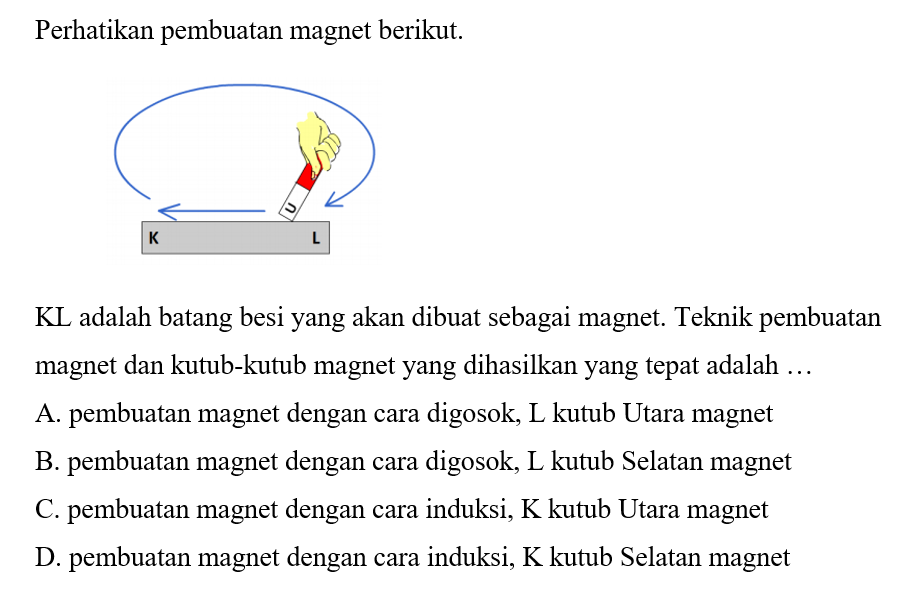 Perhatikan pembuatan magnet berikut.
U
K L
KL adalah batang besi yang akan dibuat sebagai magnet. Teknik pembuatan
magnet dan kutub-kutub magnet yang dihasilkan yang tepat adalah …
A. pembuatan magnet dengan cara digosok, L kutub Utara magnet
B. pembuatan magnet dengan cara digosok, L kutub Selatan magnet
C. pembuatan magnet dengan cara induksi, K kutub Utara magnet
D. pembuatan magnet dengan cara induksi, K kutub Selatan magnet